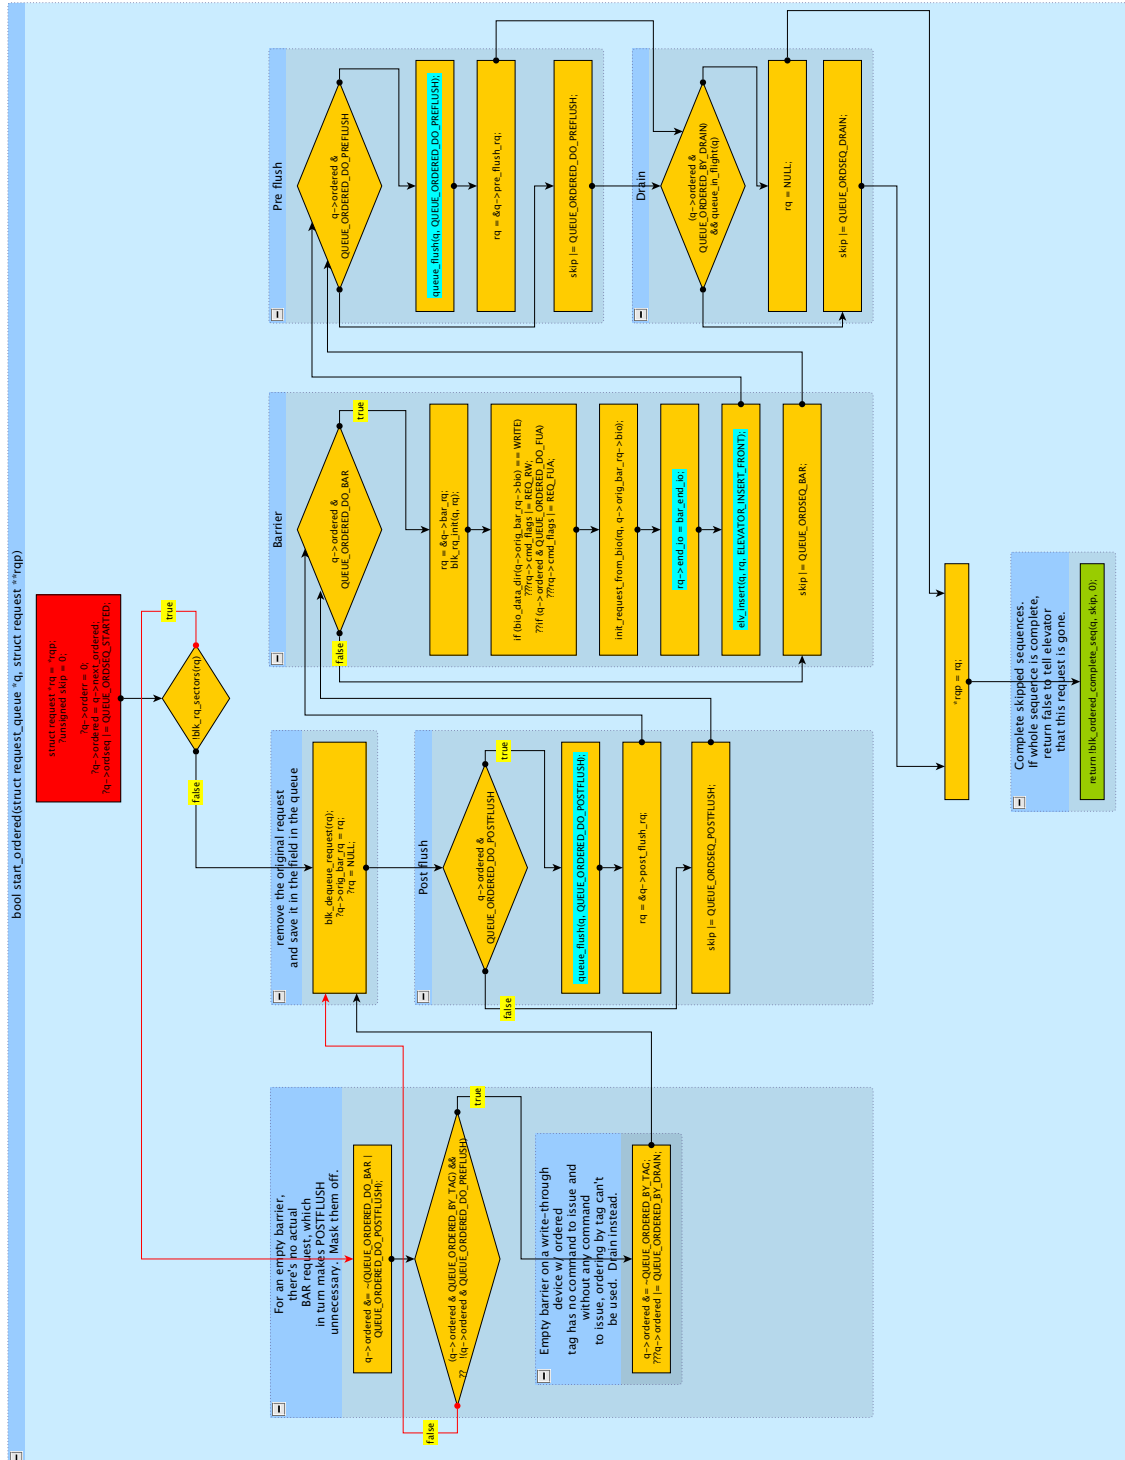 bool start_ordered(struct request_queue *q, struct request **rqp)
struct request *rq = *rqp;
?unsigned skip = 0;
?q->orderr = 0;
?q->ordered = q->next_ordered;
?q->ordseq |= QUEUE_ORDSEQ_STARTED
!blk_rq_sectors(rq)
true
false
For an empty barrier,
there's no actual
BAR request, which
in turn makes POSTFLUSH
unnecessary. Mask them off.
q->ordered &= ~(QUEUE_ORDERED_DO_BAR |
QUEUE_ORDERED_DO_POSTFLUSH);
(q->ordered & QUEUE_ORDERED_BY_TAG) &&
?? !(q->ordered & QUEUE_ORDERED_DO_PREFLUSH)
true
false
Empty barrier on a write-through
device w/ ordered
tag has no command to issue and
without any command
to issue, ordering by tag can't
be used. Drain instead.
q->ordered &= ~QUEUE_ORDERED_BY_TAG;
???q->ordered |= QUEUE_ORDERED_BY_DRAIN;
remove the original request
and save it in the field in the queue
blk_dequeue_request(rq);
?q->orig_bar_rq = rq;
?rq = NULL;
Post flush
q->ordered &
QUEUE_ORDERED_DO_POSTFLUSH
true
false
queue_flush(q, QUEUE_ORDERED_DO_POSTFLUSH);
rq = &q->post_flush_rq;
skip |= QUEUE_ORDSEQ_POSTFLUSH;
Barrier
q->ordered &
QUEUE_ORDERED_DO_BAR
true
false
rq = &q->bar_rq;
blk_rq_init(q, rq);
if (bio_data_dir(q->orig_bar_rq->bio) == WRITE)
???rq->cmd_flags |= REQ_RW;
??if (q->ordered & QUEUE_ORDERED_DO_FUA)
???rq->cmd_flags |= REQ_FUA;
init_request_from_bio(rq, q->orig_bar_rq->bio);
rq->end_io = bar_end_io;
elv_insert(q, rq, ELEVATOR_INSERT_FRONT);
skip |= QUEUE_ORDSEQ_BAR;
Pre flush
q->ordered &
QUEUE_ORDERED_DO_PREFLUSH
queue_flush(q, QUEUE_ORDERED_DO_PREFLUSH);
rq = &q->pre_flush_rq;
skip |= QUEUE_ORDERED_DO_PREFLUSH;
Drain
(q->ordered &
QUEUE_ORDERED_BY_DRAIN)
&& queue_in_flight(q)
rq = NULL;
skip |= QUEUE_ORDSEQ_DRAIN;
*rqp = rq;
Complete skipped sequences.
If whole sequence is complete,
return false to tell elevator
that this request is gone.
return !blk_ordered_complete_seq(q, skip, 0);